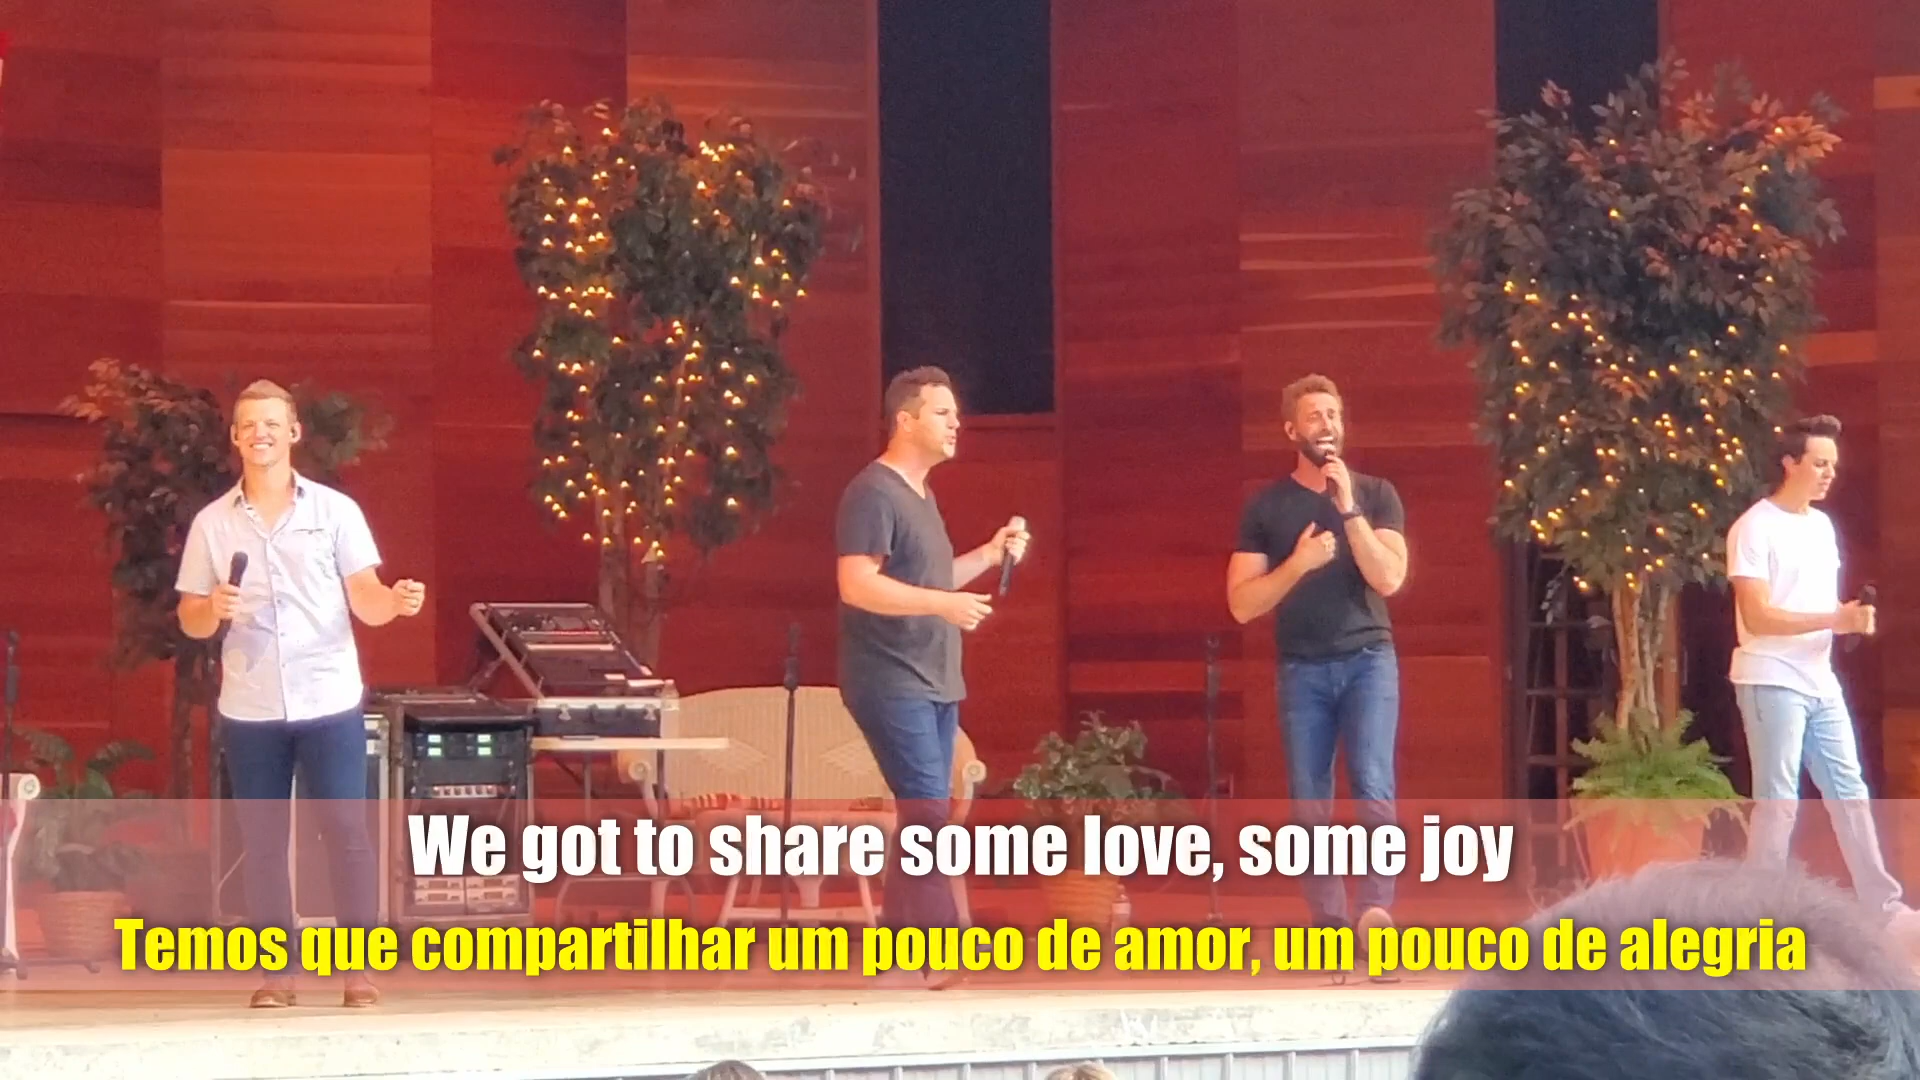 We got to share some love, some joy
Temos que compartilhar um pouco de amor, um pouco de alegria